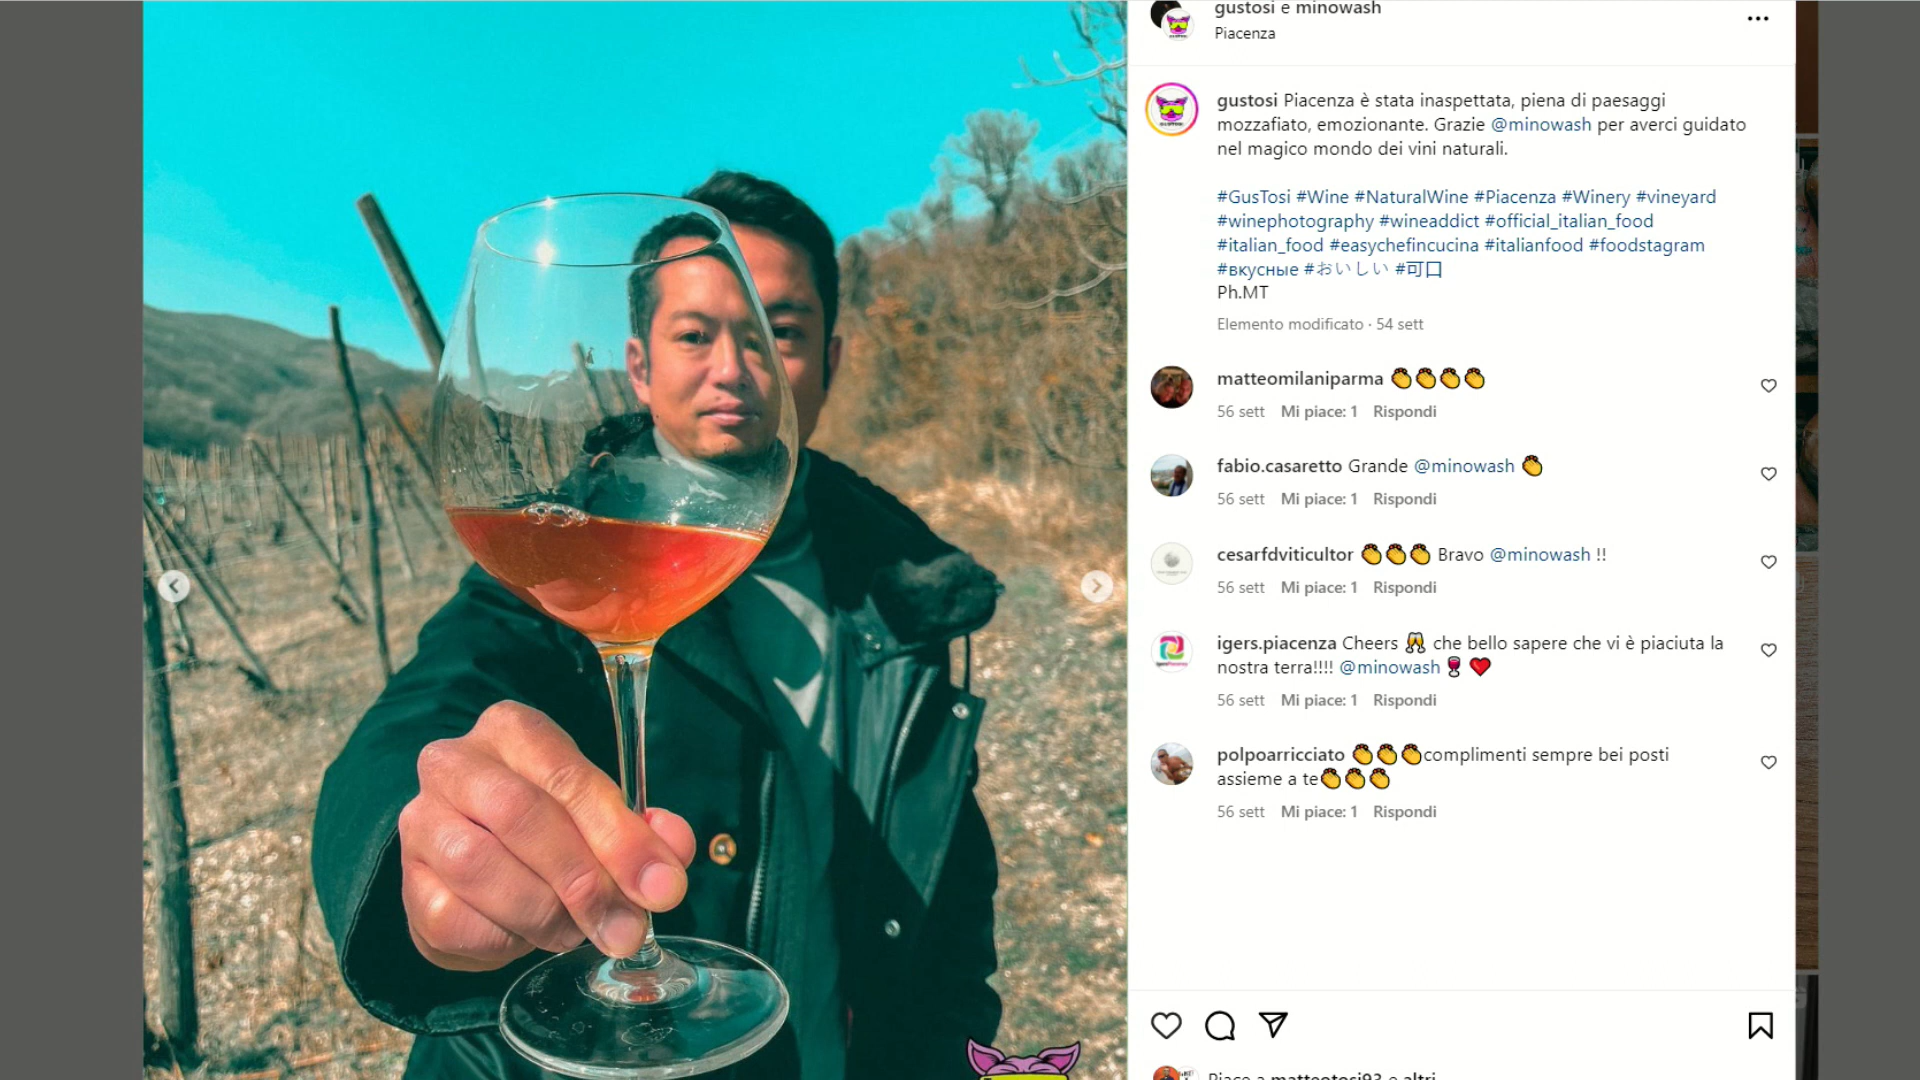 gustosi e minowash
Piacenza
gustosi Piacenza è stata inaspettata, piena di paesaggi
mozzafiato, emozionante. Grazie @minowash per averci guidato
nel magico mondo dei vini naturali.
#GusTosi #Wine #NaturalWine #Piacenza #Winery #vineyard
#winephotography #wineaddict #official_italian_food
#italian_food #easychefincucina #italianfood #foodstagram
#вкусные #おいしい #可口
Ph.MT
Elemento modificato · 54 sett
matteomilaniparma 👏👏👏👏
56 sett Mi piace: 1 Rispondi
fabio.casaretto Grande @minowash 👏
56 sett Mi piace: 1 Rispondi
cesarfdviticultor 👏👏👏 Bravo @minowash !!
56 sett Mi piace: 1 Rispondi
igers.piacenza Cheers 🥂 che bello sapere che vi è piaciuta la
nostra terra!!!! @minowash🍷❤️
56 sett Mi piace: 1 Rispondi
polpoarricciato 👏👏👏complimenti sempre bei posti
assieme a te👏👏👏
56 sett Mi piace: 1 Rispondi
Piace a matteotosi93 e altri